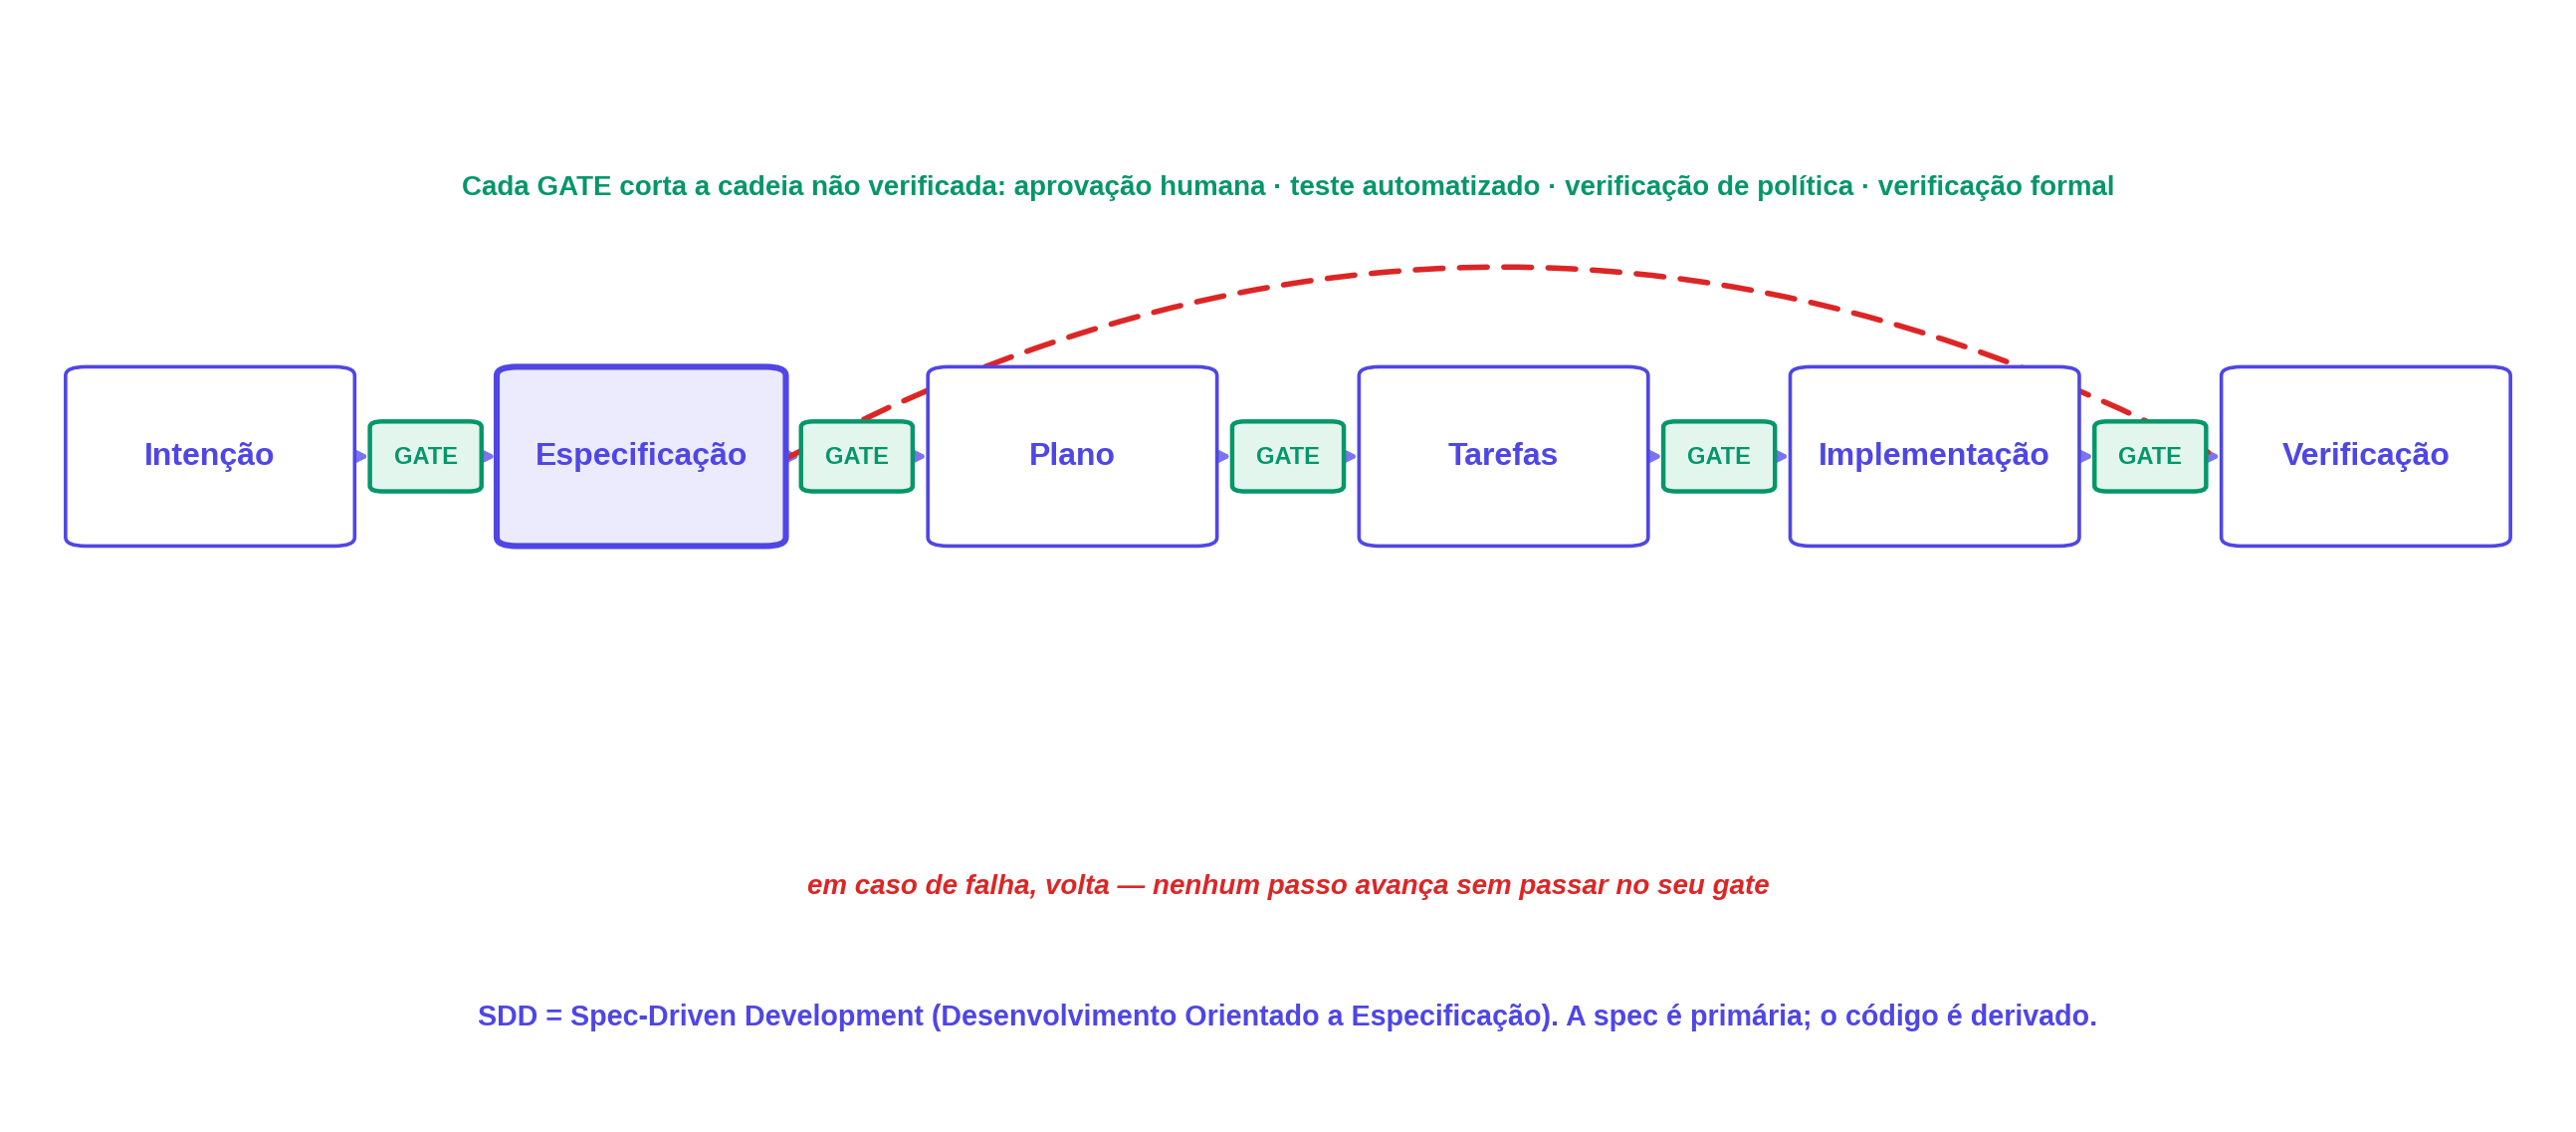 Cada GATE corta a cadeia não verificada: aprovação humana · teste automatizado · verificação de política · verificação formal
Intenção
GATE
Especificação
GATE
Plano
GATE
Tarefas
GATE
Implementação
GATE
Verificação
em caso de falha, volta — nenhum passo avança sem passar no seu gate
SDD = Spec-Driven Development (Desenvolvimento Orientado a Especificação). A spec é primária; o código é derivado.